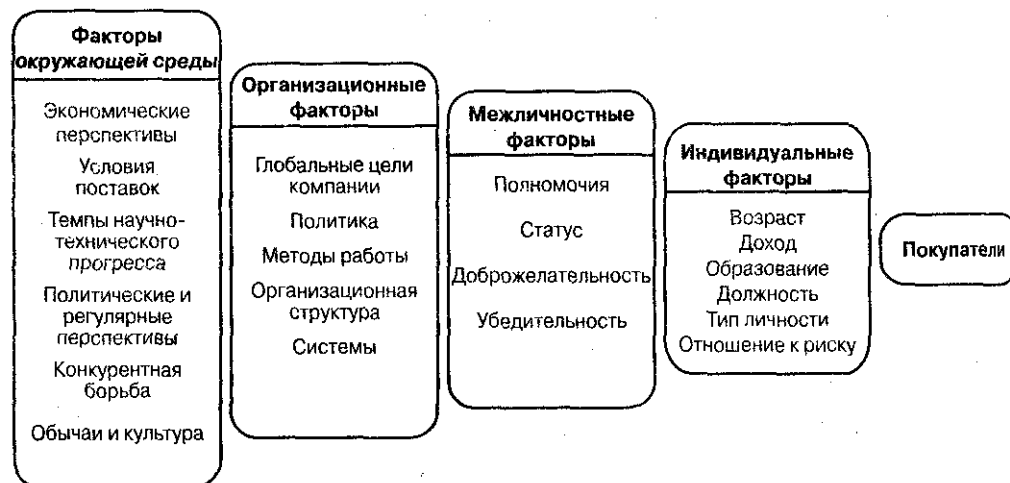 Факторы
окружающей среды
Экономические
перспективы
Условия
поставок
Темпы научно-
технического
прогресса
Политические и
регулярные
перспективы
Конкурентная
борьба
Обычаи и культура
Организационные
факторы
Глобальные цели
компании
Политика
Методы работы
Организационная
структура
Системы
Межличностные
факторы
Полномочия
Статус
Доброжелательность
Убедительность
Индивидуальные
факторы
Возраст
Доход
Образование
Должность
Тип личности
Отношение к риску
Покупатели